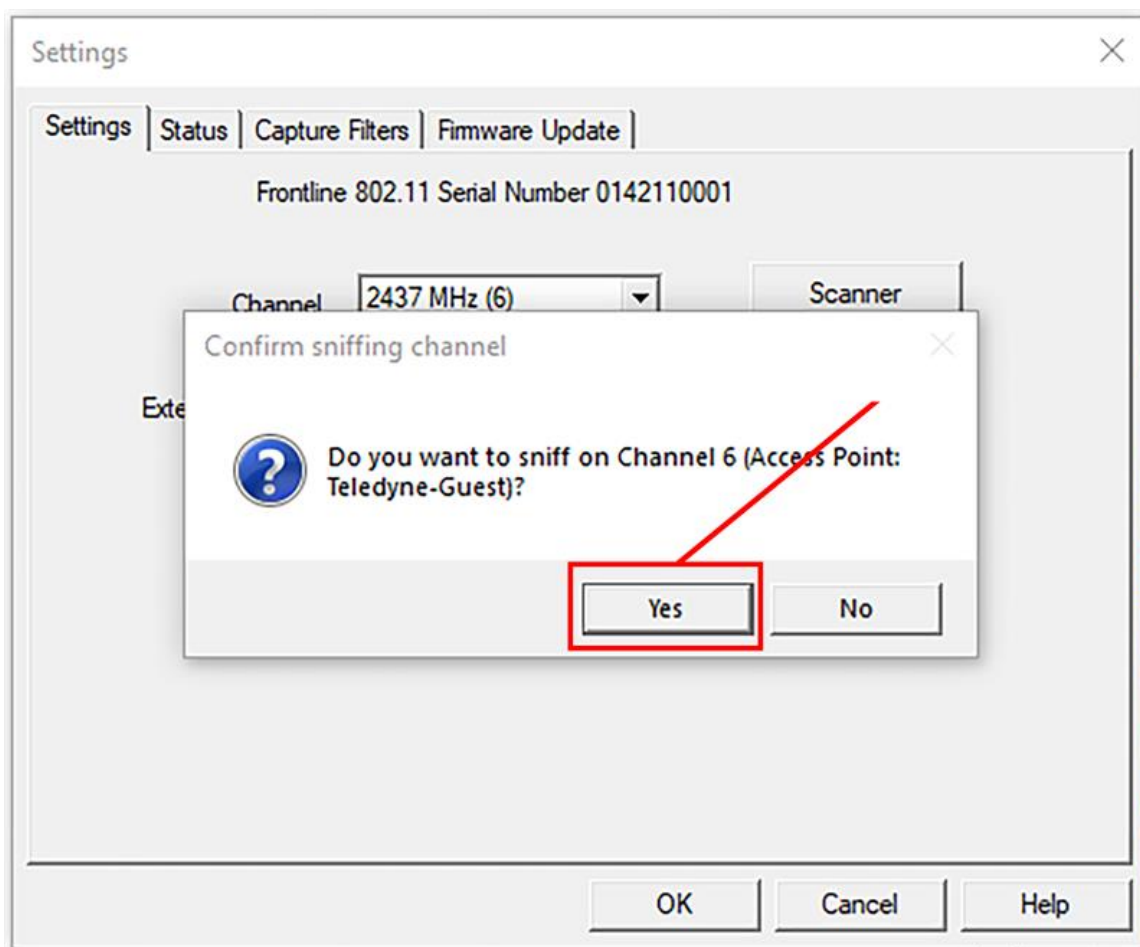 Settings
Settings Status Capture Filters Firmware Update
Frontline 802.11 Serial Number 0142110001
Channel 2437 MHz (6) Scanner
Confirm sniffing channel
Exte
Do you want to sniff on Channel 6 (Access Point:
Teledyne-Guest)?
Yes No
OK Cancel Help